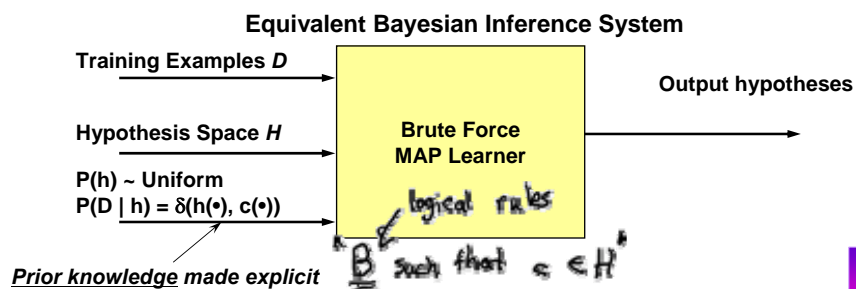 Equivalent Bayesian Inference System
Training Examples D
Output hypotheses
Hypothesis Space H
Brute Force
MAP Learner
P(h) ~ Uniform
P(D | h) = δ(h(•), c(•))
logical rules
"B such that c ∈ H"
Prior knowledge made explicit